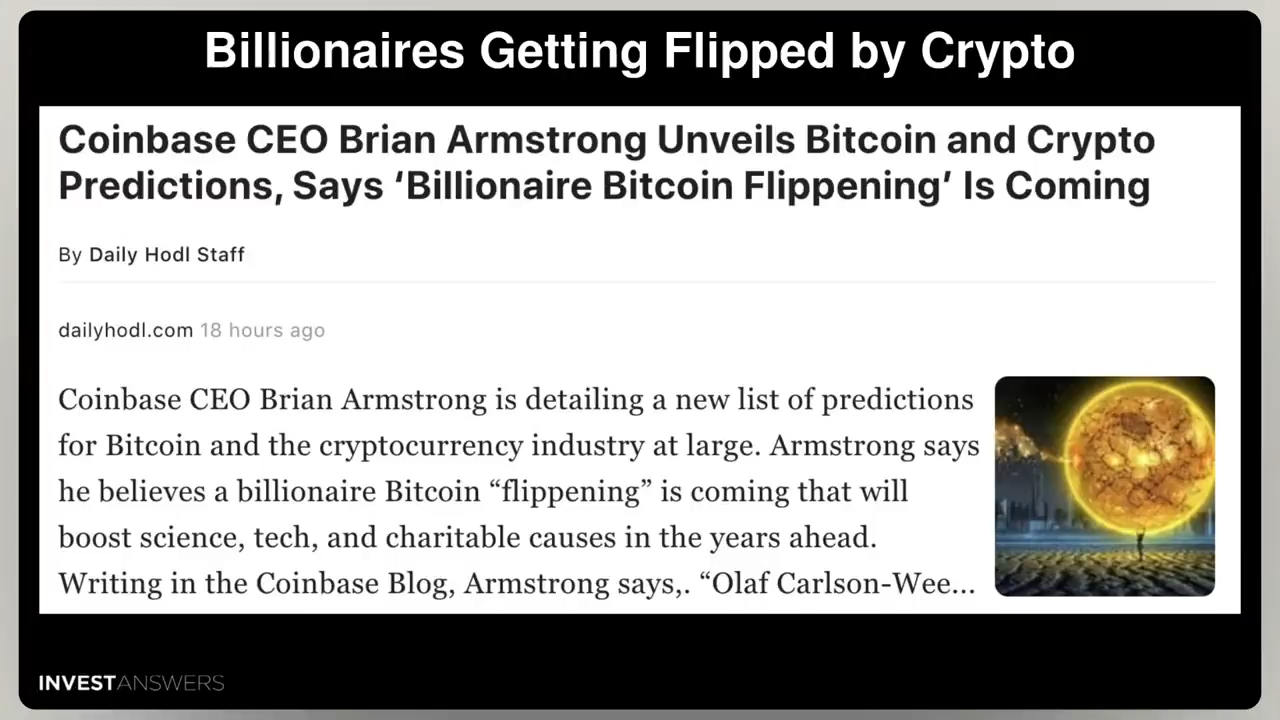 Billionaires Getting Flipped by Crypto
Coinbase CEO Brian Armstrong Unveils Bitcoin and Crypto
Predictions, Says ‘Billionaire Bitcoin Flippening’ Is Coming
By Daily Hodl Staff
dailyhodl.com 18 hours ago
Coinbase CEO Brian Armstrong is detailing a new list of predictions
for Bitcoin and the cryptocurrency industry at large. Armstrong says
he believes a billionaire Bitcoin “flippening” is coming that will
boost science, tech, and charitable causes in the years ahead.
Writing in the Coinbase Blog, Armstrong says,. “Olaf Carlson-Wee...
INVESTANSWERS